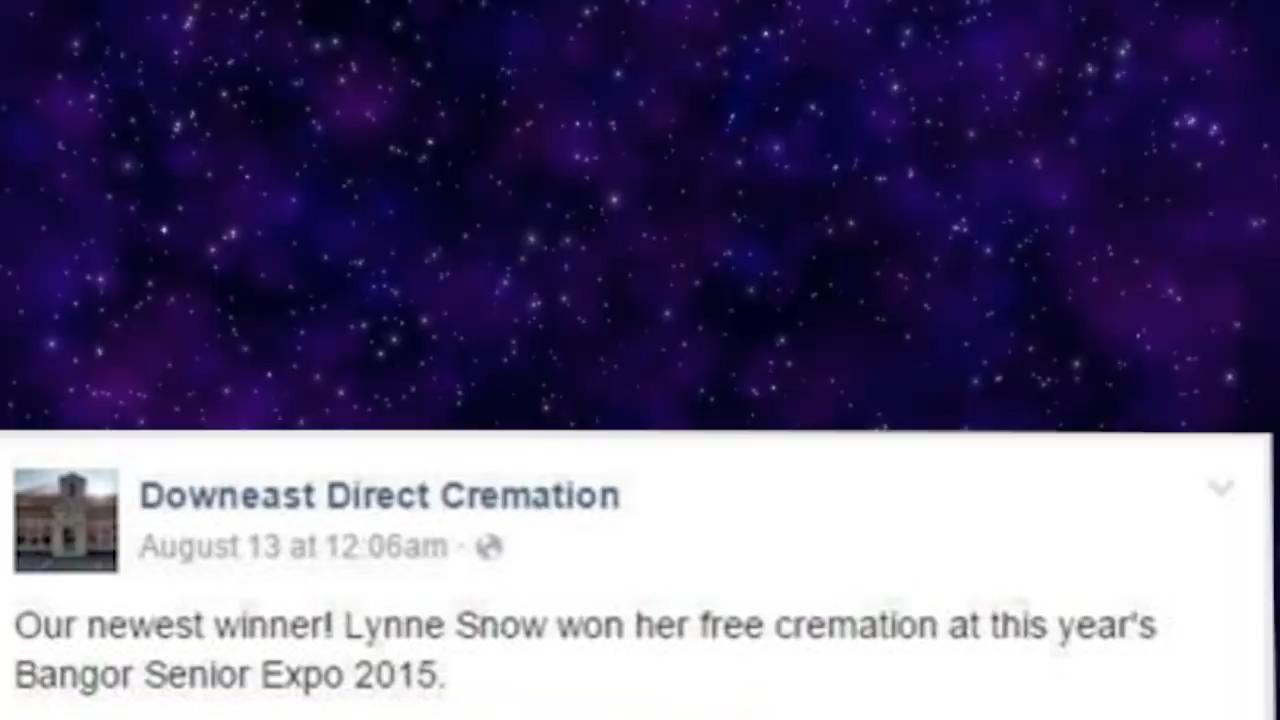 Downeast Direct Cremation
August 13 at 12:06am ·
Our newest winner! Lynne Snow won her free cremation at this year's
Bangor Senior Expo 2015.